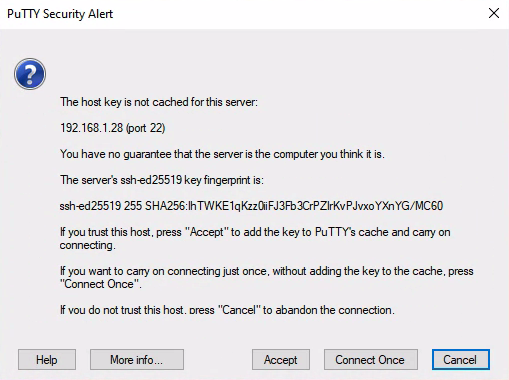 PuTTY Security Alert
The host key is not cached for this server:
192.168.1.28 (port 22)
You have no guarantee that the server is the computer you think it is.
The server's ssh-ed25519 key fingerprint is:
ssh-ed25519 255 SHA256:lhTWKE1qKzz0iiFJ3Fb3CrPZlrKvPJvxoYXnYG/MC60
If you trust this host, press "Accept" to add the key to PuTTY's cache and carry on
connecting.
If you want to carry on connecting just once, without adding the key to the cache, press
"Connect Once".
If you do not trust this host, press "Cancel" to abandon the connection.
Help More info... Accept Connect Once Cancel